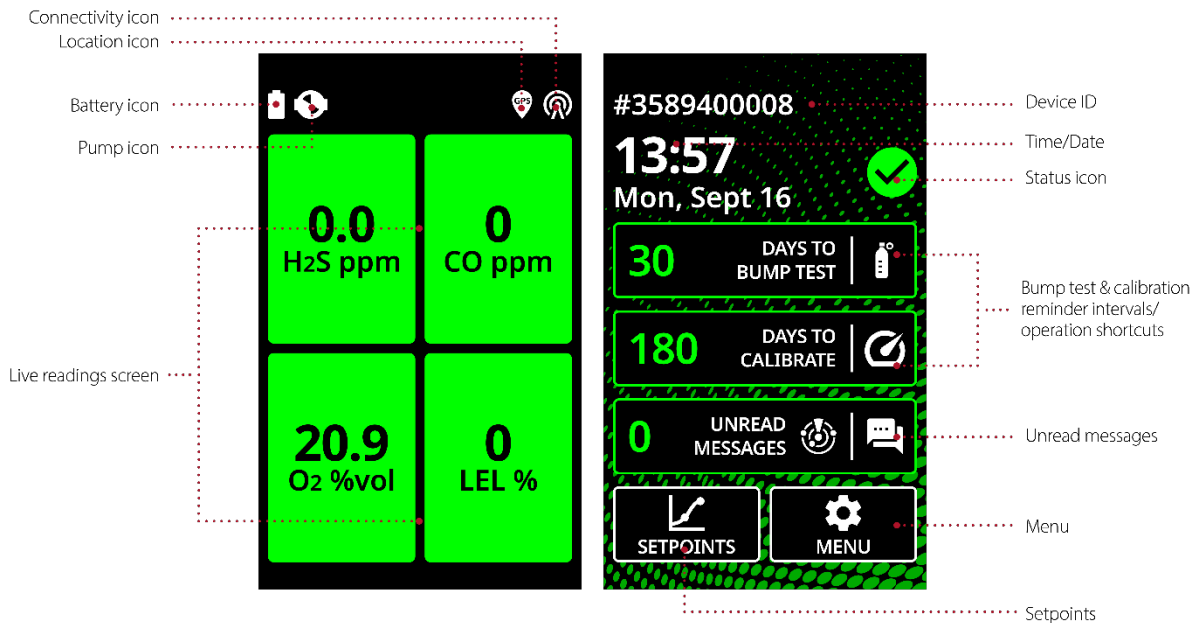 Connectivity icon
Location icon
Battery icon
Pump icon
Live readings screen
GPS
0.0
H2S ppm
0
CO ppm
20.9
O2 %vol
0
LEL %
#3589400008
13:57
Mon, Sept 16
30
DAYS TO
BUMP TEST
180
DAYS TO
CALIBRATE
0
UNREAD
MESSAGES
SETPOINTS
MENU
Device ID
Time/Date
Status icon
Bump test & calibration
reminder intervals/
operation shortcuts
Unread messages
Menu
Setpoints